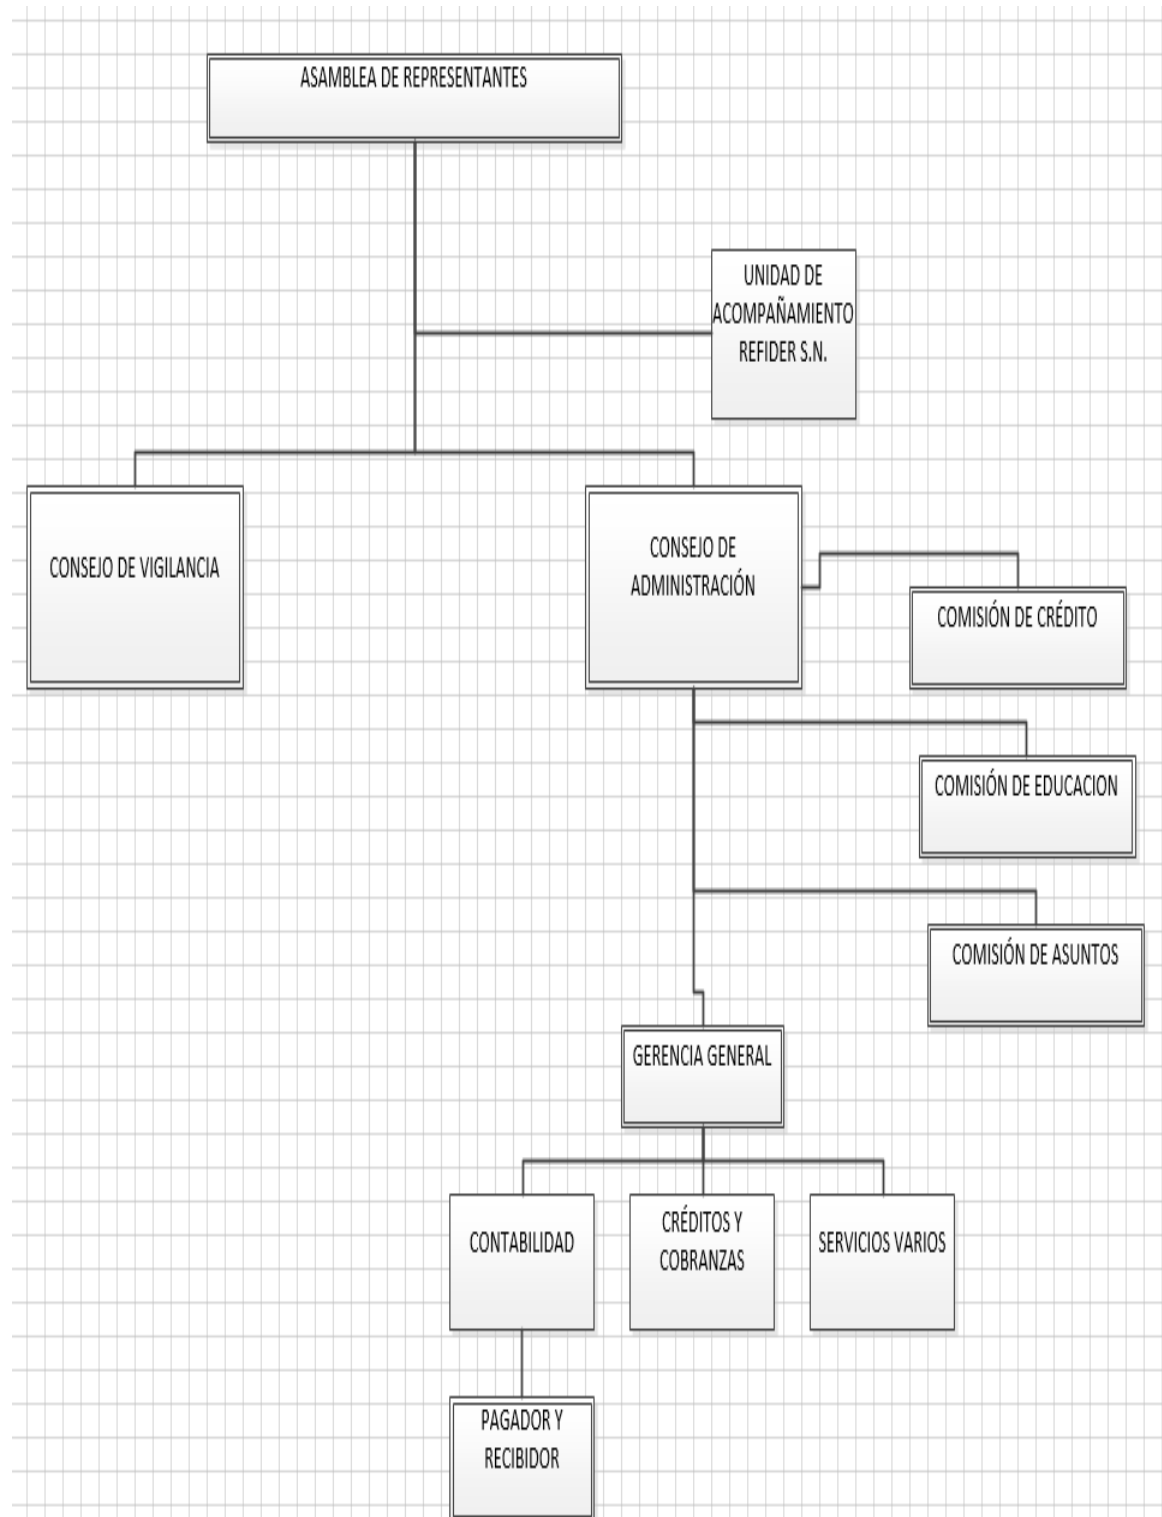 ASAMBLEA DE REPRESENTANTES
UNIDAD DE
ACOMPAÑAMIENTO
REFIDER S.N.
CONSEJO DE VIGILANCIA
CONSEJO DE
ADMINISTRACIÓN
COMISIÓN DE CRÉDITO
COMISIÓN DE EDUCACION
COMISIÓN DE ASUNTOS
GERENCIA GENERAL
CONTABILIDAD
CRÉDITOS Y
COBRANZAS
SERVICIOS VARIOS
PAGADOR Y
RECIBIDOR